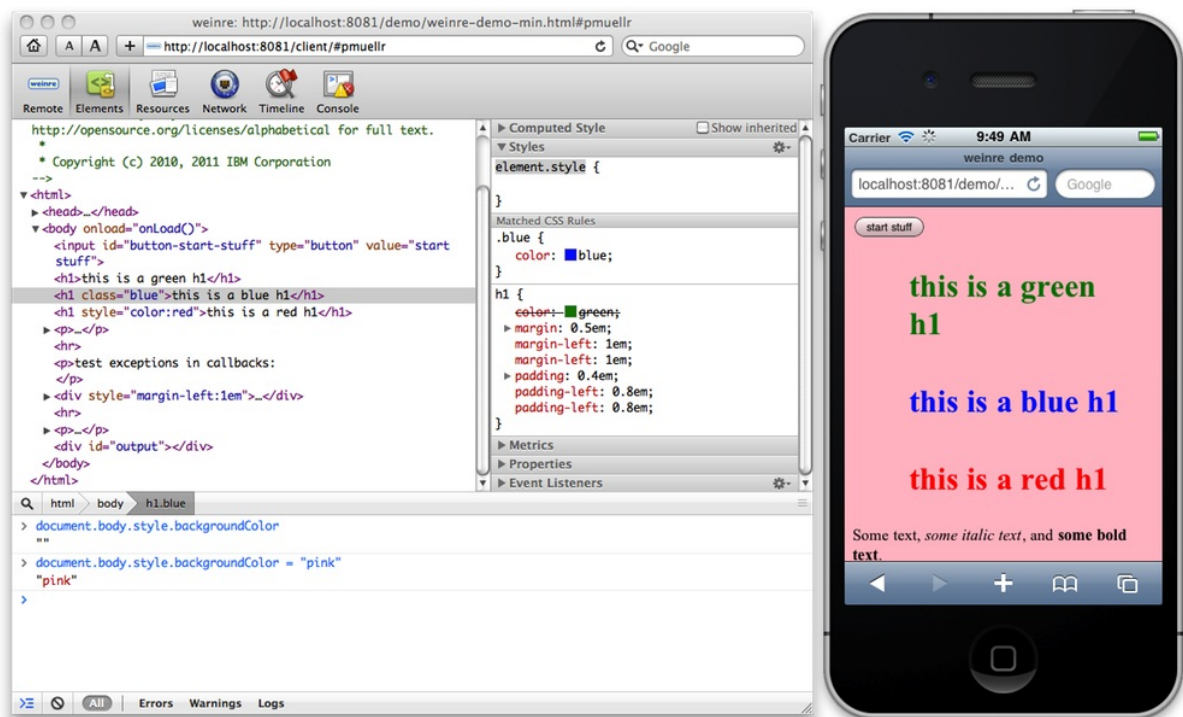 weinre: http://localhost:8081/demo/weinre-demo-min.html#pmuellr
A A + http://localhost:8081/client/#pmuellr Google
weinre
Remote Elements Resources Network Timeline Console
http://opensource.org/licenses/alphabetical for full text.
*
* Copyright (c) 2010, 2011 IBM Corporation
-->
<html>
<head>…</head>
<body onload="onLoad()">
<input id="button-start-stuff" type="button" value="start
stuff">
<h1>this is a green h1</h1>
<h1 class="blue">this is a blue h1</h1>
<h1 style="color:red">this is a red h1</h1>
<p>…</p>
<hr>
<p>test exceptions in callbacks:
</p>
<div style="margin-left:1em">…</div>
<hr>
<p>…</p>
<div id="output"></div>
</body>
</html>
Computed Style Show inherited
Styles
element.style {
}
Matched CSS Rules
.blue {
color: blue;
}
h1 {
color: green;
margin: 0.5em;
margin-left: 1em;
margin-left: 1em;
padding: 0.4em;
padding-left: 0.8em;
padding-left: 0.8em;
}
Metrics
Properties
Event Listeners
html body h1.blue
> document.body.style.backgroundColor
""
> document.body.style.backgroundColor = "pink"
"pink"
>
All Errors Warnings Logs
Carrier 9:49 AM
weinre demo
localhost:8081/demo/... Google
start stuff
this is a green
h1
this is a blue h1
this is a red h1
Some text, some italic text, and some bold
text.